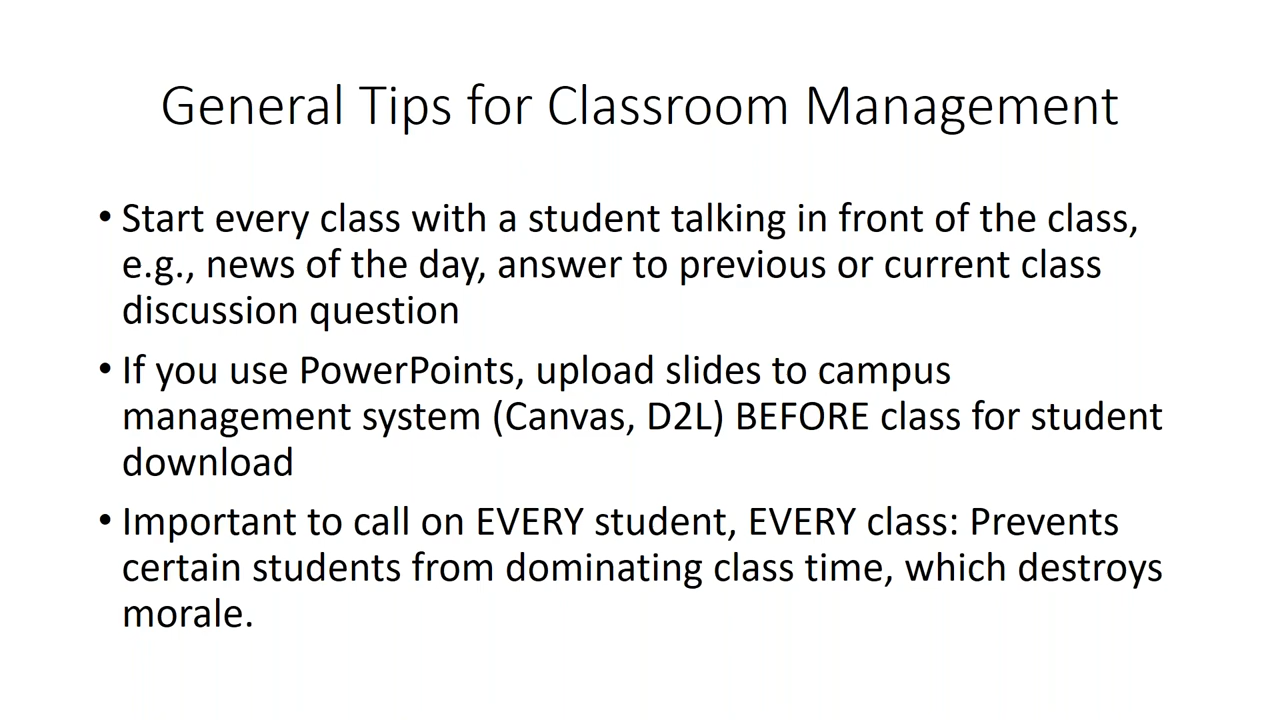 General Tips for Classroom Management
• Start every class with a student talking in front of the class,
e.g., news of the day, answer to previous or current class
discussion question
• If you use PowerPoints, upload slides to campus
management system (Canvas, D2L) BEFORE class for student
download
• Important to call on EVERY student, EVERY class: Prevents
certain students from dominating class time, which destroys
morale.